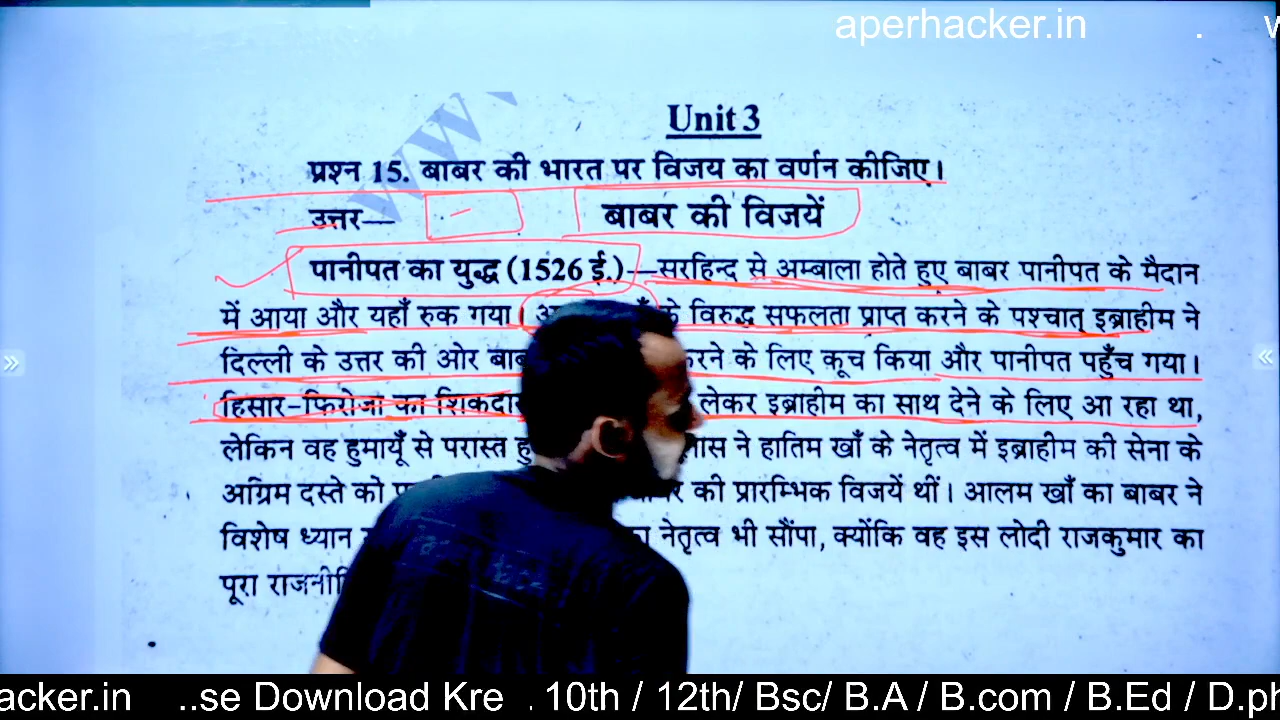 aperhacker.in . w
Unit 3
www
प्रश्न 15. बाबर की भारत पर विजय का वर्णन कीजिए।
उत्तर— बाबर की विजयें
पानीपत का युद्ध (1526 ई.)—सरहिन्द से अम्बाला होते हुए बाबर पानीपत के मैदान
में आया और यहाँ रुक गया। के विरुद्ध सफलता प्राप्त करने के पश्चात् इब्राहीम ने
दिल्ली के उत्तर की ओर करने के लिए कूच किया और पानीपत पहुँच गया।
हिसार-फिरोजा का शिकदार लेकर इब्राहीम का साथ देने के लिए आ रहा था,
लेकिन वह हुमायूँ से परास्त ने हातिम खाँ के नेतृत्व में इब्राहीम की सेना के
अग्रिम दस्ते को की प्रारम्भिक विजयें थीं। आलम खाँ का बाबर ने
विशेष ध्यान नेतृत्व भी सौंपा, क्योंकि वह इस लोदी राजकुमार का
पूरा
acker.in ..se Download Kre . 10th / 12th/ Bsc/ B.A / B.com / B.Ed / D.ph